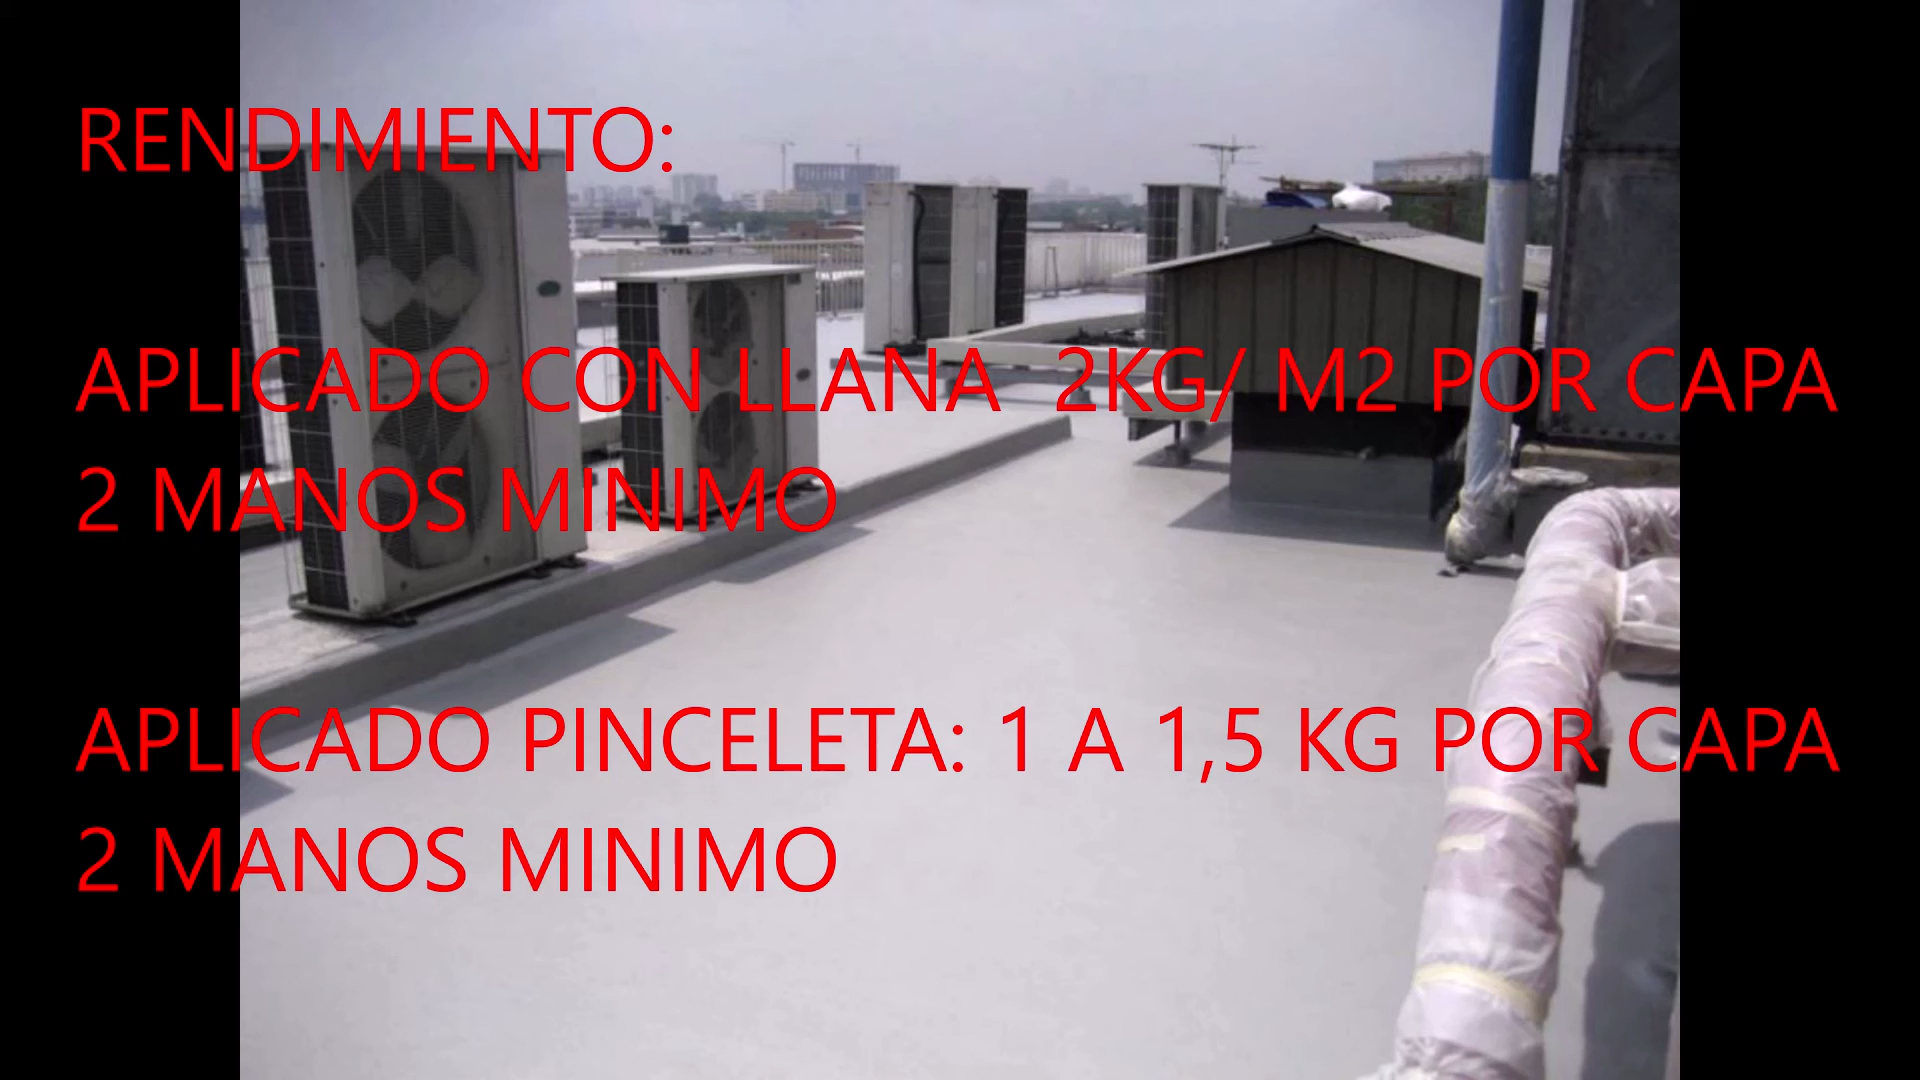 RENDIMIENTO:
APLICADO CON LLANA  2KG/ M2 POR CAPA
2 MANOS MINIMO
APLICADO PINCELETA: 1 A 1,5 KG POR CAPA
2 MANOS MINIMO